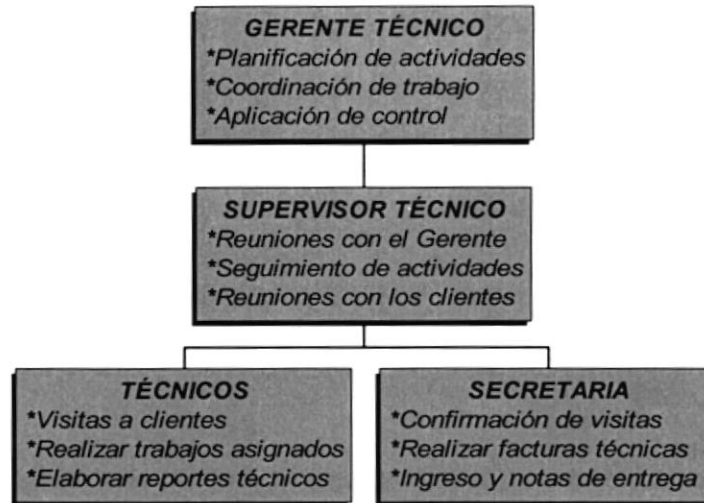 GERENTE TÉCNICO
*Planificación de actividades
*Coordinación de trabajo
*Aplicación de control
SUPERVISOR TÉCNICO
*Reuniones con el Gerente
*Seguimiento de actividades
*Reuniones con los clientes
TÉCNICOS
*Visitas a clientes
*Realizar trabajos asignados
*Elaborar reportes técnicos
SECRETARIA
*Confirmación de visitas
*Realizar facturas técnicas
*Ingreso y notas de entrega